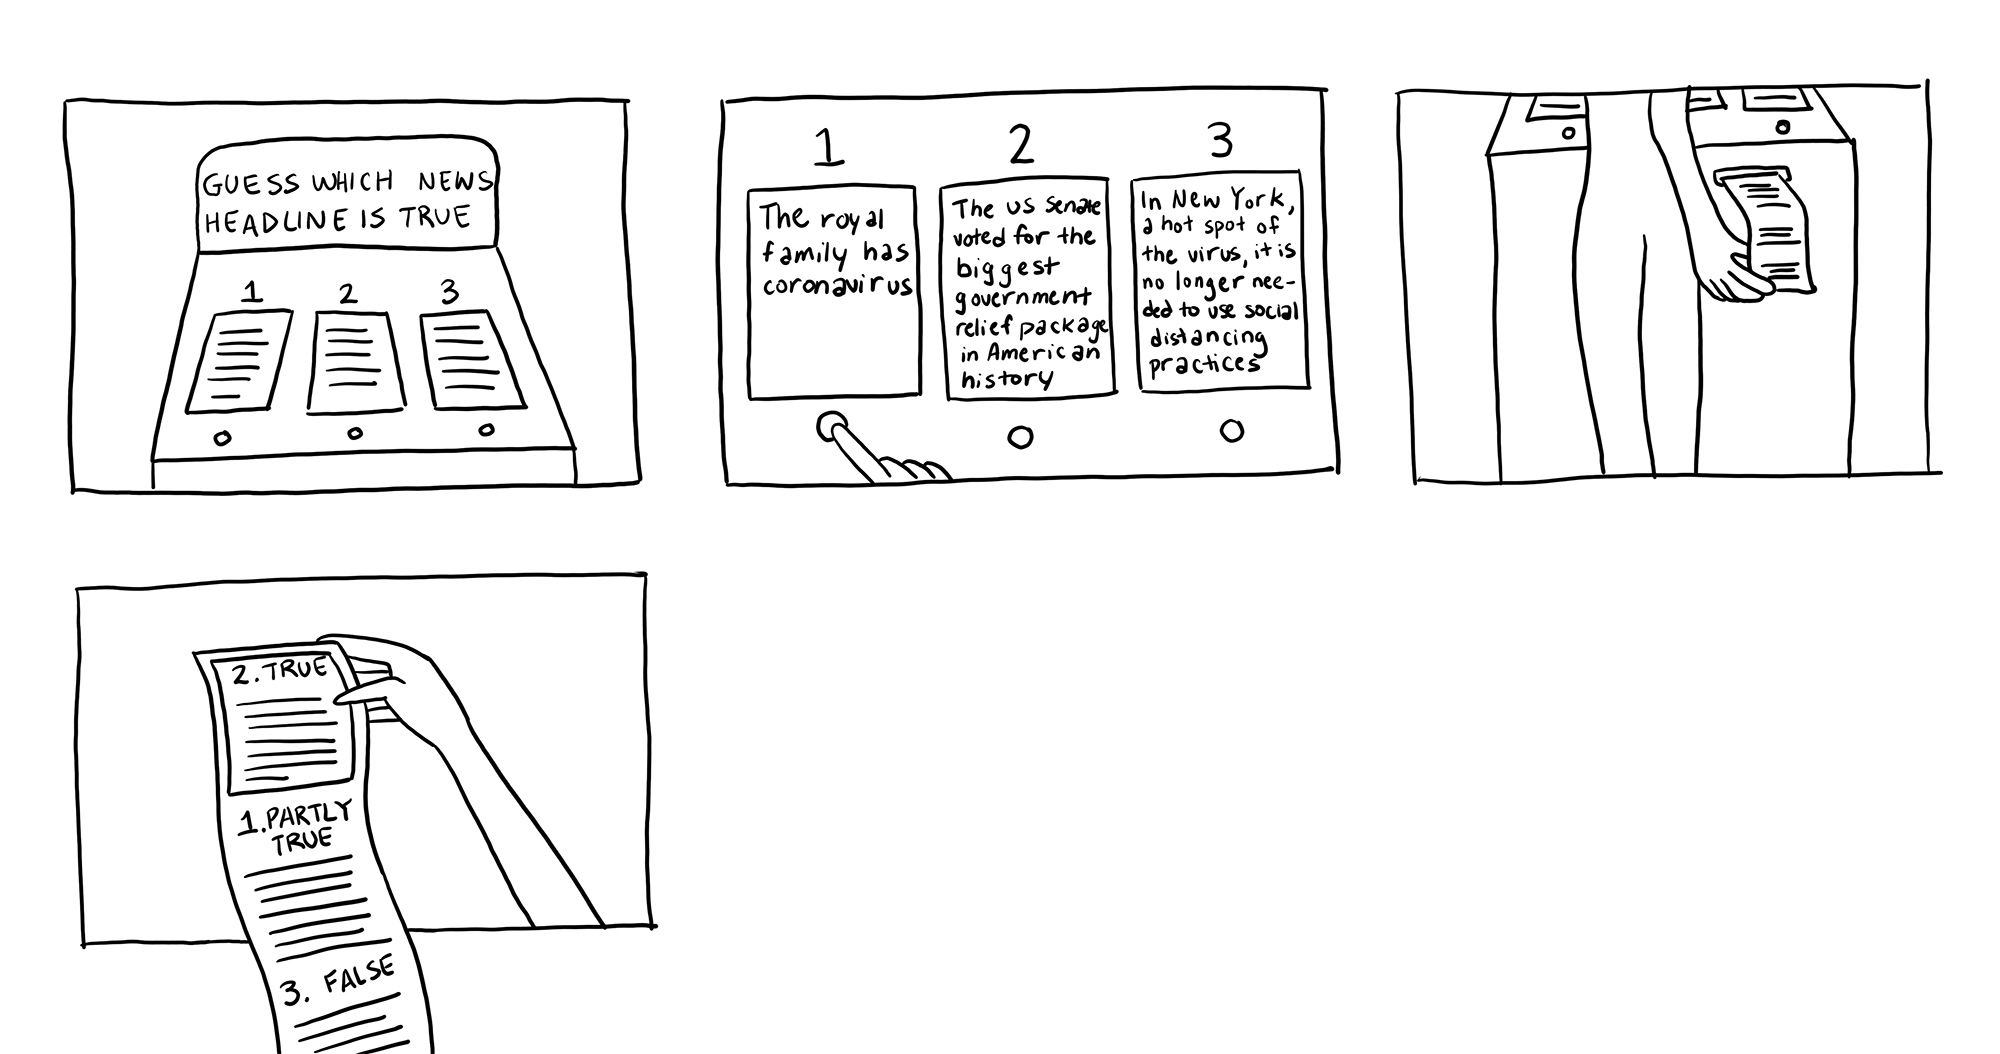 GUESS WHICH NEWS
HEADLINE IS TRUE
1 2 3
1
The royal
family has
coronavirus
2
The us Senate
voted for the
biggest
government
relief package
in American
history
3
In New York,
a hot spot of
the virus, it is
no longer nee-
ded to use social
distancing
practices
2. TRUE
1. PARTLY
TRUE
3. FALSE